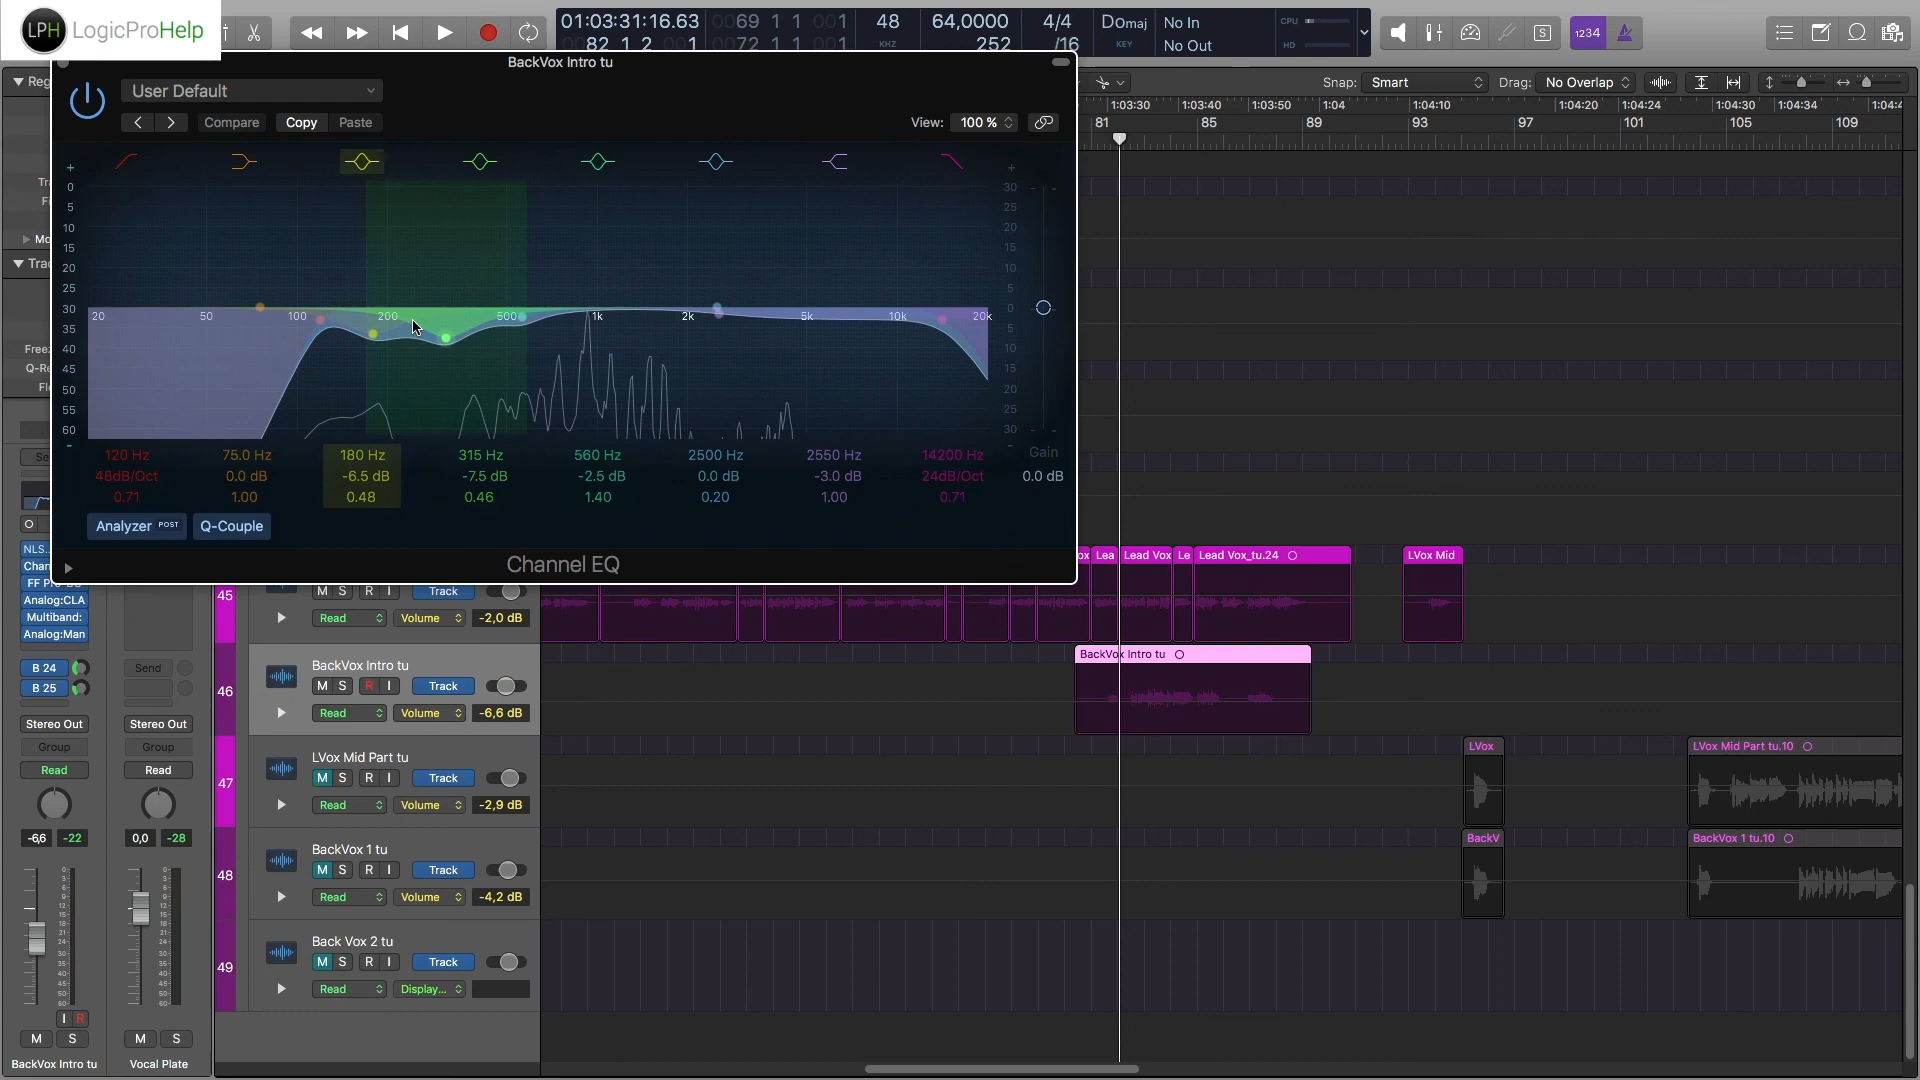 LPH LogicProHelp
01:03:31:16.63
82 1 2 001
0069 1 1 001
0072 1 1 001
48
KHZ
64,0000
252
4/4
/16
Domaj
KEY
No In
No Out
CPU
HD
S
1234
BackVox Intro tu
User Default
Compare Copy Paste
View: 100 %
Snap: Smart
Drag: No Overlap
1:03:30 1:03:40 1:03:50 1:04 1:04:10 1:04:20 1:04:24 1:04:30 1:04:34 1:04:4
81 85 89 93 97 101 105 109
Reg
Tra
Mo
Freez
Q-Re
Fle
+
0
5
10
15
20
25
30
35
40
45
50
55
60
-
20 50 100 200 500 1k 2k 5k 10k 20k
+
30
25
20
15
10
5
0
5
10
15
20
25
30
-
120 Hz 75.0 Hz 180 Hz 315 Hz 560 Hz 2500 Hz 2550 Hz 14200 Hz Gain
48dB/Oct 0.0 dB -6.5 dB -7.5 dB -2.5 dB 0.0 dB -3.0 dB 24dB/Oct 0.0 dB
0.71 1.00 0.48 0.46 1.40 0.20 1.00 0.71
Analyzer POST Q-Couple
Channel EQ
NLS..
Chan
FF Pro-DS
Analog:CLA
Multiband:
Analog:Man
B 24
B 25
Send
Stereo Out Stereo Out
Group Group
Read Read
-6,6 -22 0,0 -28
I R
M S M S
BackVox Intro tu Vocal Plate
45
M S R I Track
Read Volume -2,0 dB
46
BackVox Intro tu
M S R I Track
Read Volume -6,6 dB
47
LVox Mid Part tu
M S R I Track
Read Volume -2,9 dB
48
BackVox 1 tu
M S R I Track
Read Volume -4,2 dB
49
Back Vox 2 tu
M S R I Track
Read Display...
ox Lea Lead Vox Le Lead Vox_tu.24 LVox Mid
BackVox Intro tu
LVox LVox Mid Part tu.10
BackV BackVox 1 tu.10